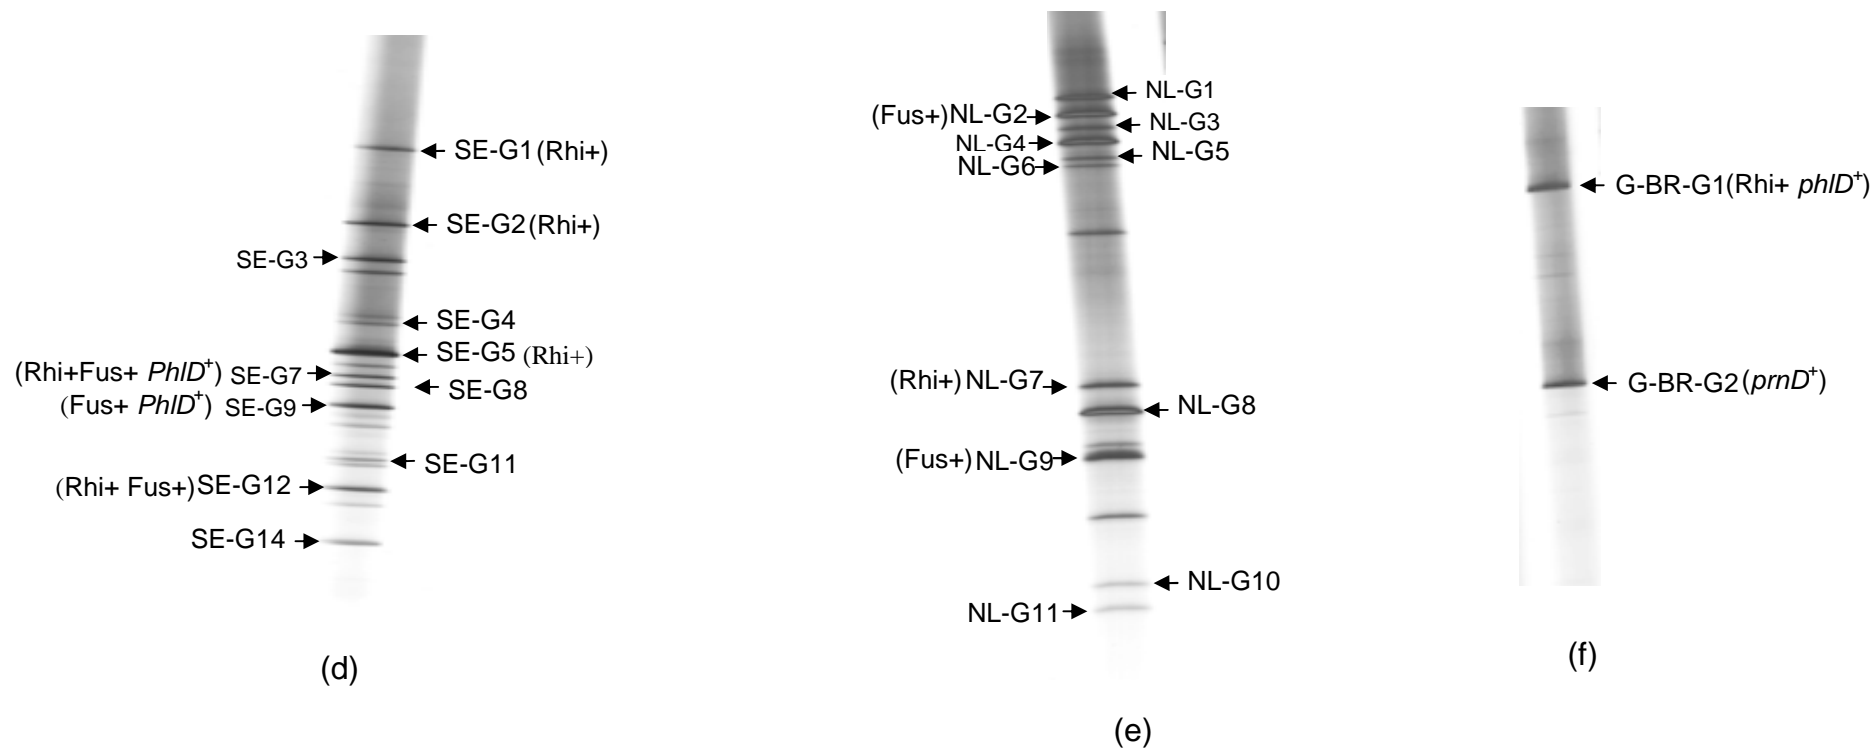 SE-G1(Rhi+)
SE-G2(Rhi+)
SE-G3
SE-G4
SE-G5 (Rhi+)
(Rhi+Fus+ PhlD⁺) SE-G7
SE-G8
(Fus+ PhlD⁺) SE-G9
SE-G11
(Rhi+ Fus+)SE-G12
SE-G14
(d)
NL-G1
(Fus+)NL-G2
NL-G3
NL-G4
NL-G5
NL-G6
(Rhi+)NL-G7
NL-G8
(Fus+)NL-G9
NL-G10
NL-G11
(e)
G-BR-G1(Rhi+ phlD⁺)
G-BR-G2(prnD⁺)
(f)